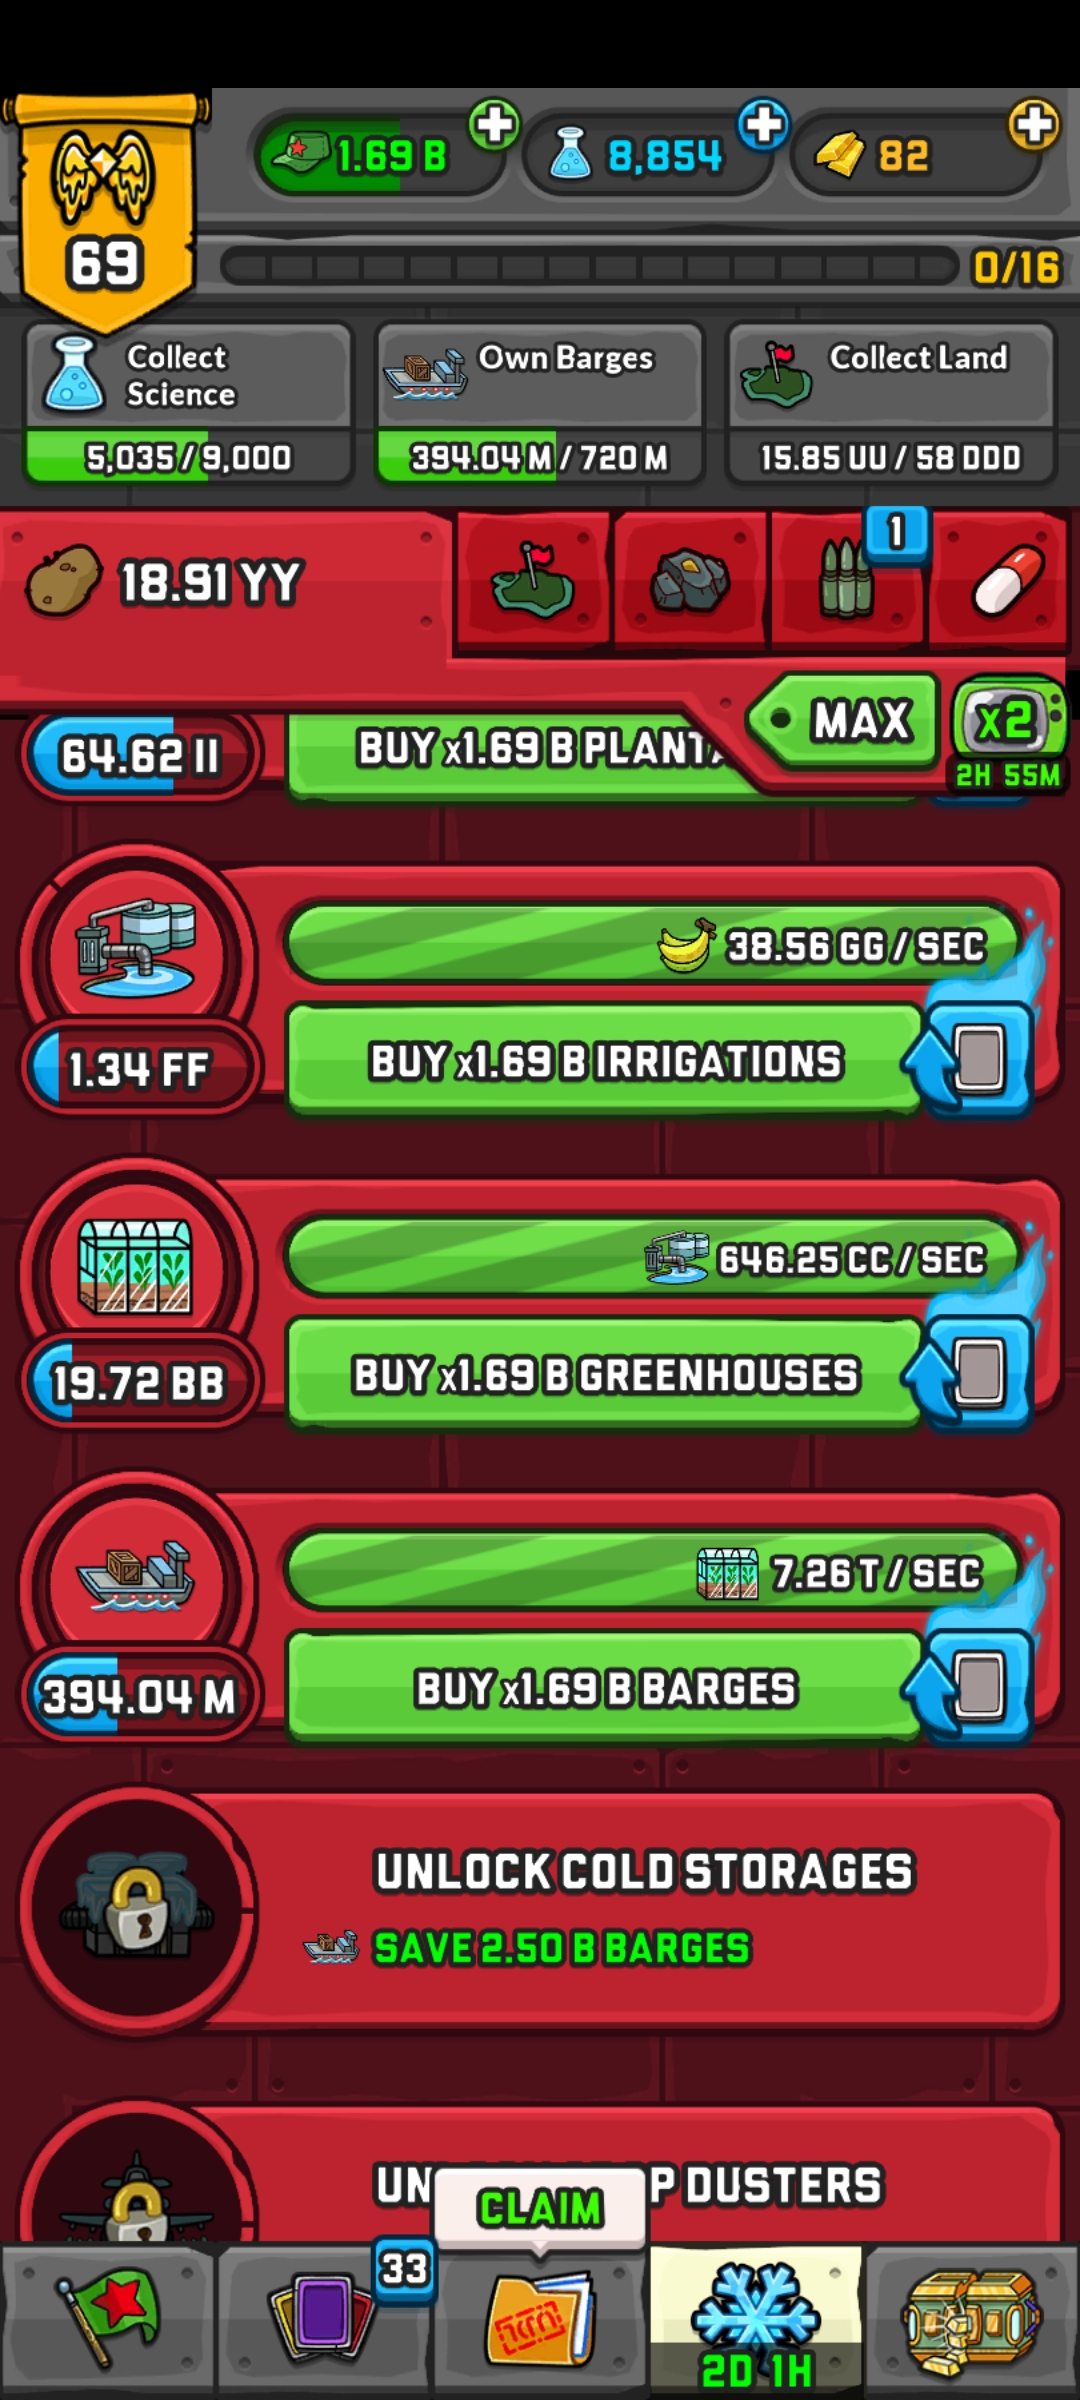 1.69 B
8,854
82
69
0/16
Collect
Science
5,035 / 9,000
Own Barges
394.04 M / 720 M
Collect Land
15.85 UU / 58 DDD
18.91 YY
1
MAX
x2
2H 55M
64.62 II
BUY x1.69 B
38.56 GG / SEC
1.34 FF
BUY x1.69 B IRRIGATIONS
646.25 CC / SEC
19.72 BB
BUY x1.69 B GREENHOUSES
7.26 T / SEC
394.04 M
BUY x1.69 B BARGES
UNLOCK COLD STORAGES
SAVE 2.50 B BARGES
DUSTERS
CLAIM
33
2D 1H